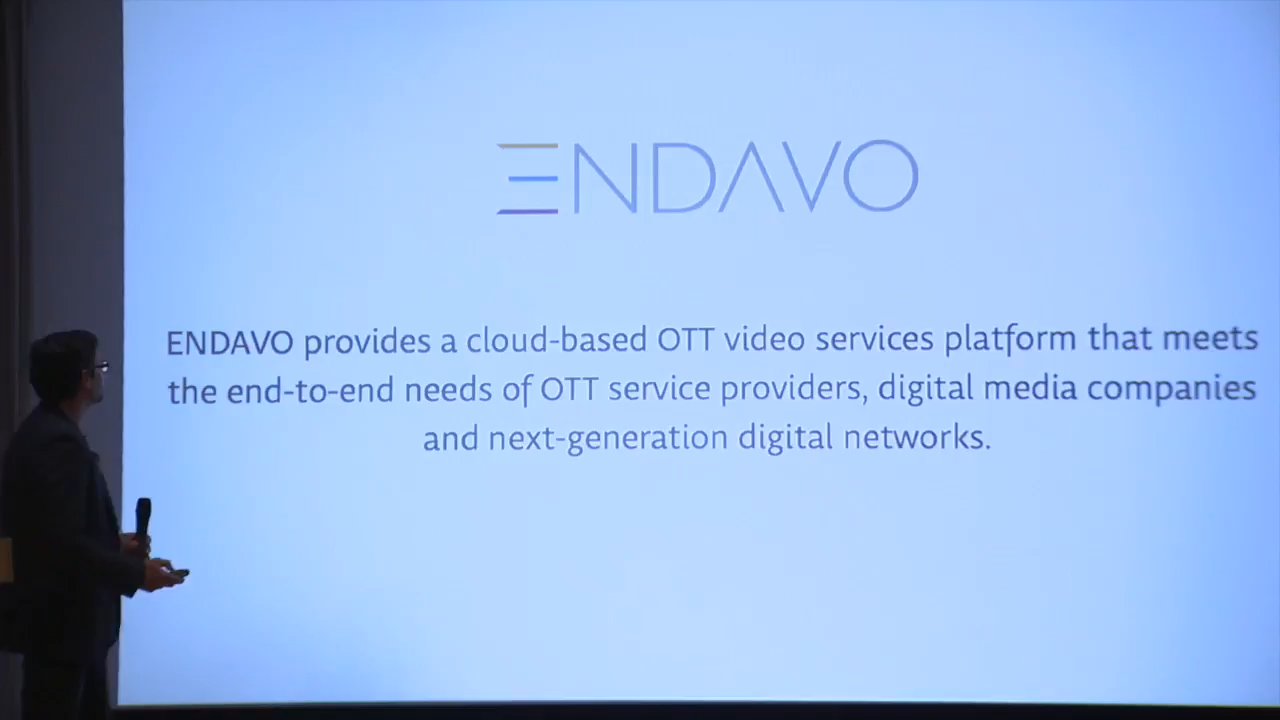 ENDAVO
ENDAVO provides a cloud-based OTT video services platform that meets
the end-to-end needs of OTT service providers, digital media companies
and next-generation digital networks.